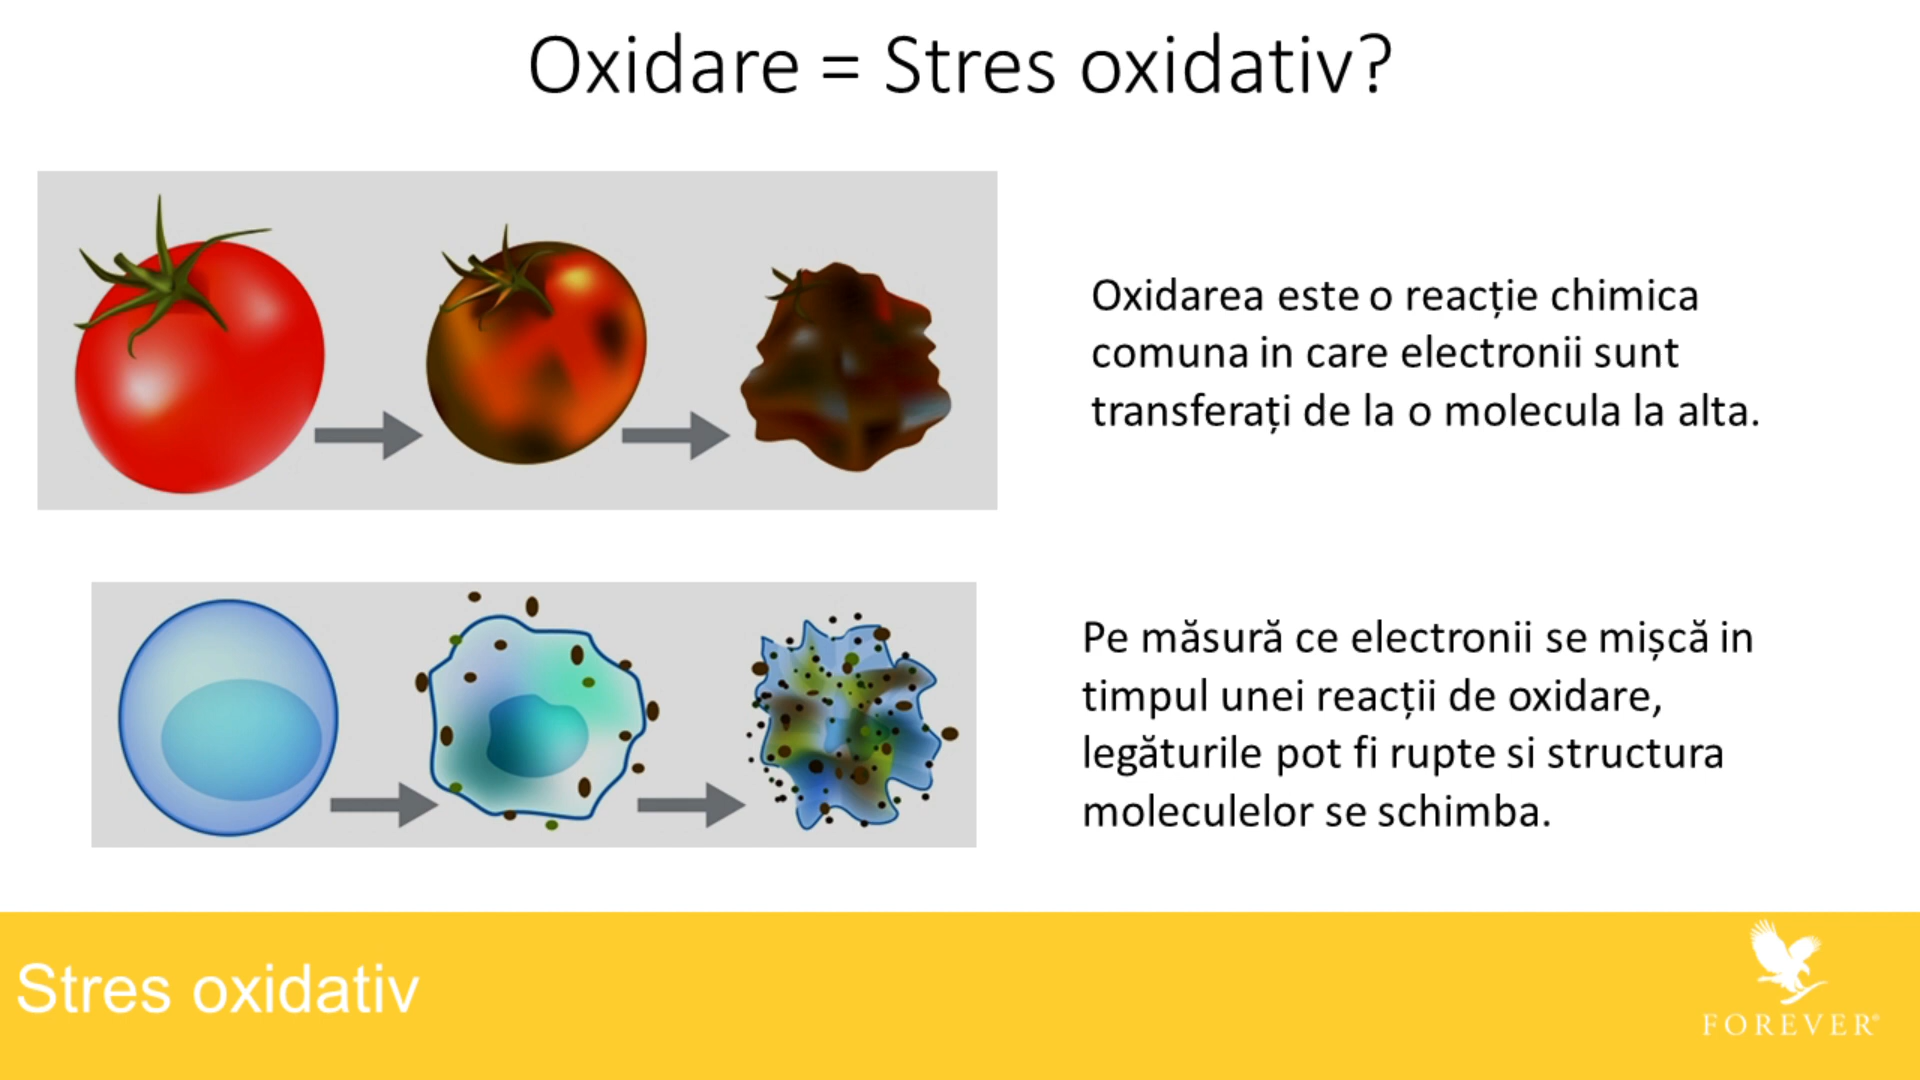 Oxidare = Stres oxidativ?
Oxidarea este o reacție chimica
comuna in care electronii sunt
transferați de la o molecula la alta.
Pe măsură ce electronii se mișcă in
timpul unei reacții de oxidare,
legăturile pot fi rupte si structura
moleculelor se schimba.
Stres oxidativ
FOREVER®